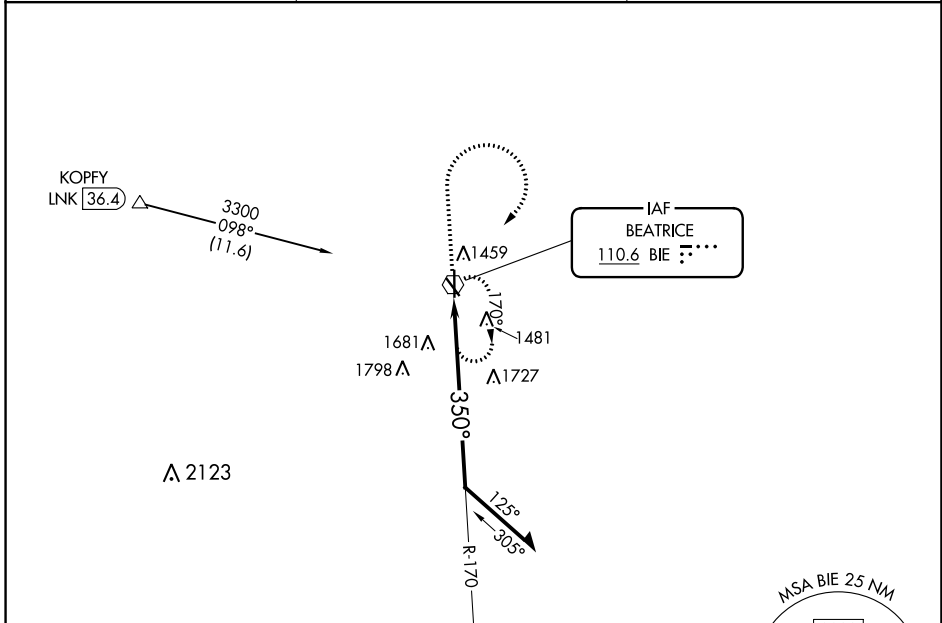 KOPFY
LNK 36.4
3300
098°
(11.6)
IAF
BEATRICE
110.6 BIE
1459
170°
1481
1681
1798
1727
350°
2123
125°
305°
R-170
MSA BIE 25 NM